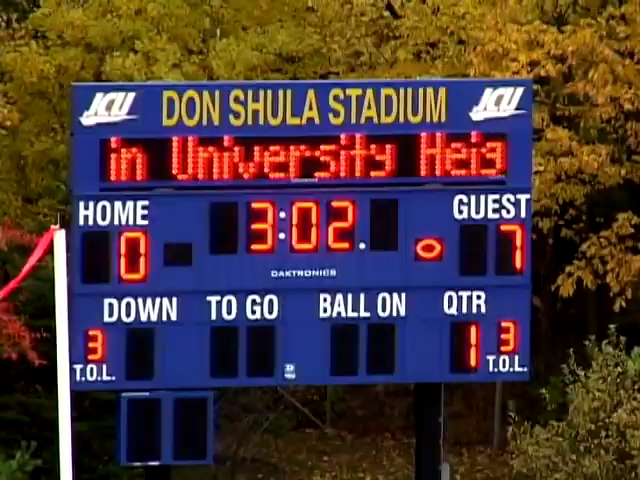 JCU DON SHULA STADIUM JCU
in University Heig
HOME 3:02. GUEST
0 7
DAKTRONICS
DOWN TO GO BALL ON QTR
3 1 3
T.O.L. T.O.L.